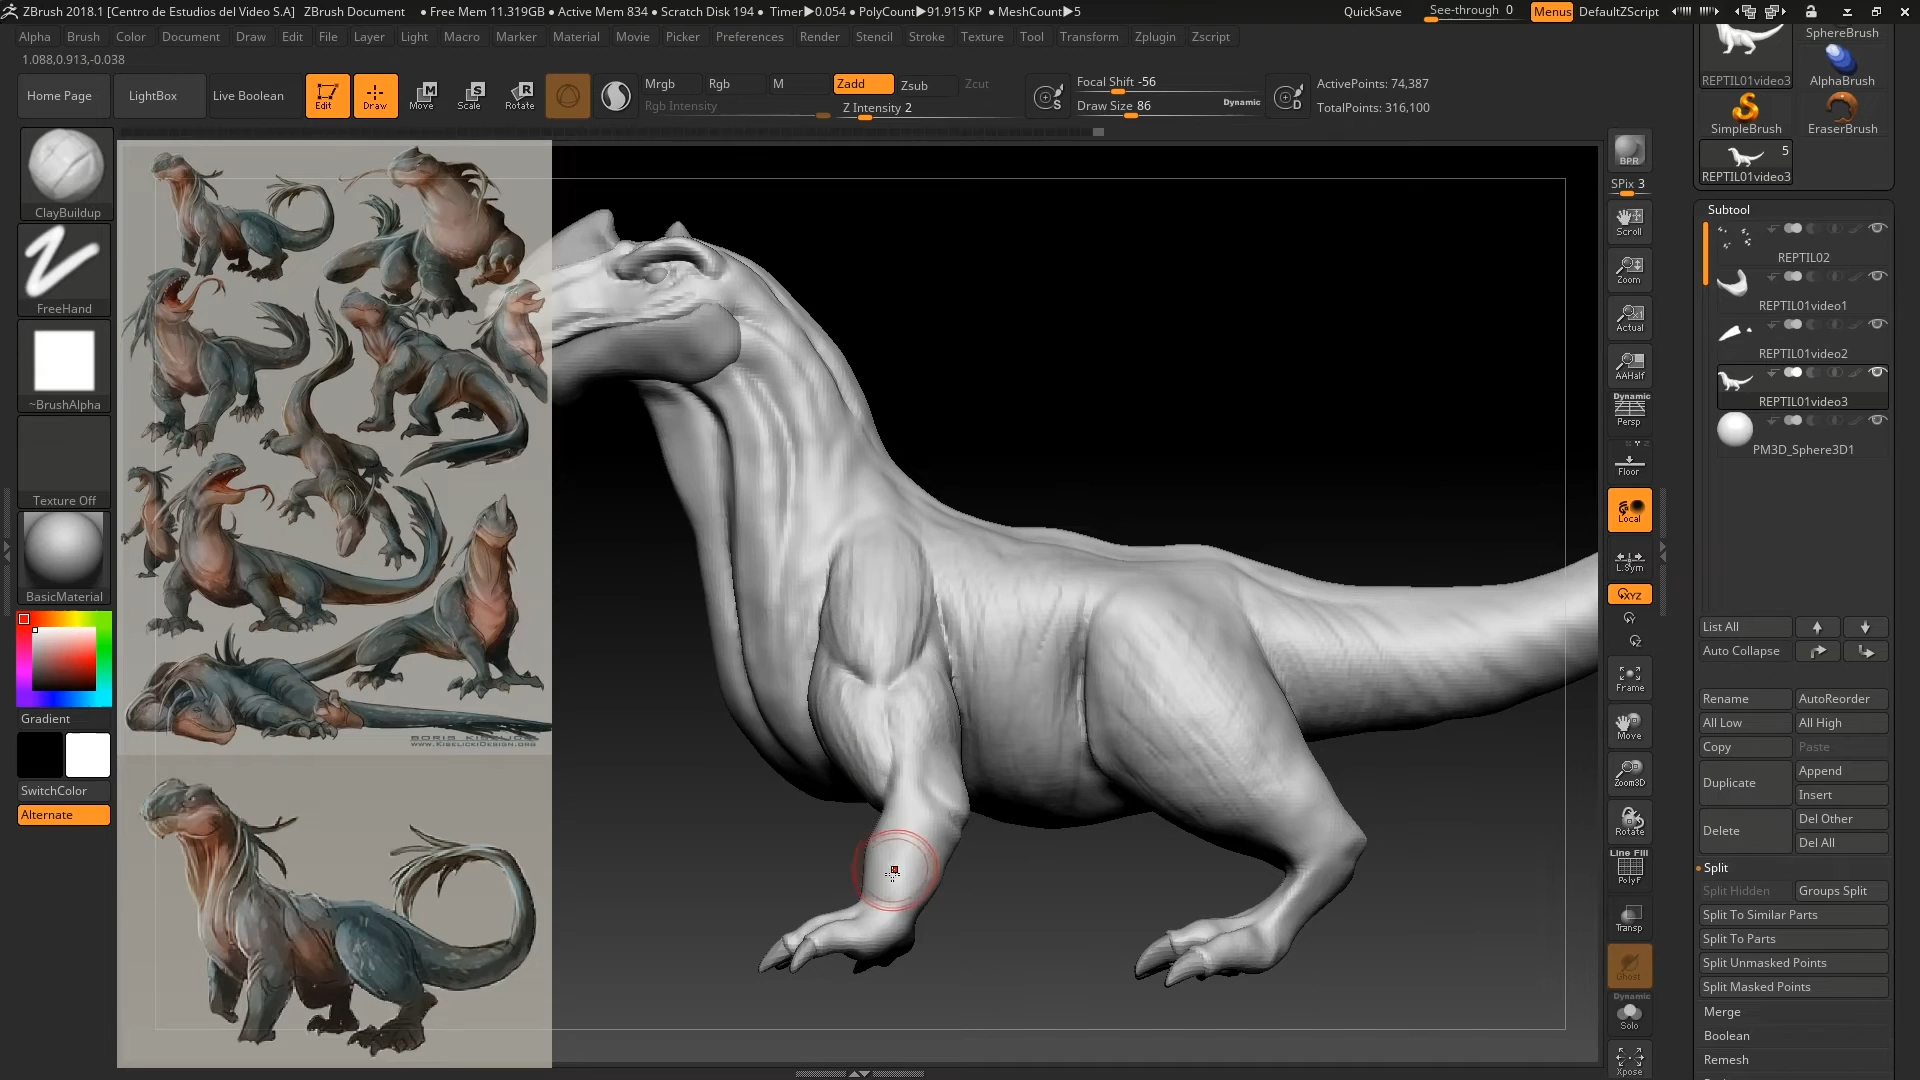 ZBrush 2018.1 [Centro de Estudios del Video S.A] ZBrush Document • Free Mem 11.319GB • Active Mem 834 • Scratch Disk 194 • Timer▶0.054 • PolyCount▶91.915 KP • MeshCount▶5 QuickSave See-through 0 Menus DefaultZScript
Alpha Brush Color Document Draw Edit File Layer Light Macro Marker Material Movie Picker Preferences Render Stencil Stroke Texture Tool Transform Zplugin Zscript
1.088,0.913,-0.038
Home Page LightBox Live Boolean Edit Draw Move Scale Rotate
Mrgb Rgb M Zadd Zsub Zcut
Rgb Intensity Z Intensity 2
S
Focal Shift -56
Draw Size 86 Dynamic
D
ActivePoints: 74,387
TotalPoints: 316,100
ClayBuildup
FreeHand
~BrushAlpha
Texture Off
BasicMaterial
Gradient
SwitchColor
Alternate
BORIS KISELICKI
www.KiselickiDesign.org
BPR
SPix 3
Scroll
Zoom
Actual
AAHalf
Dynamic
Persp
Floor
Local
L.Sym
XYZ
Frame
Move
Zoom3D
Rotate
Line Fill
PolyF
Transp
Ghost
Dynamic
Solo
Xpose
SphereBrush
REPTIL01video3 AlphaBrush
SimpleBrush EraserBrush
5
REPTIL01video3
Subtool
REPTIL02
REPTIL01video1
REPTIL01video2
REPTIL01video3
PM3D_Sphere3D1
List All
Auto Collapse
Rename AutoReorder
All Low All High
Copy Paste
Duplicate Append
Insert
Delete Del Other
Del All
Split
Split Hidden Groups Split
Split To Similar Parts
Split To Parts
Split Unmasked Points
Split Masked Points
Merge
Boolean
Remesh